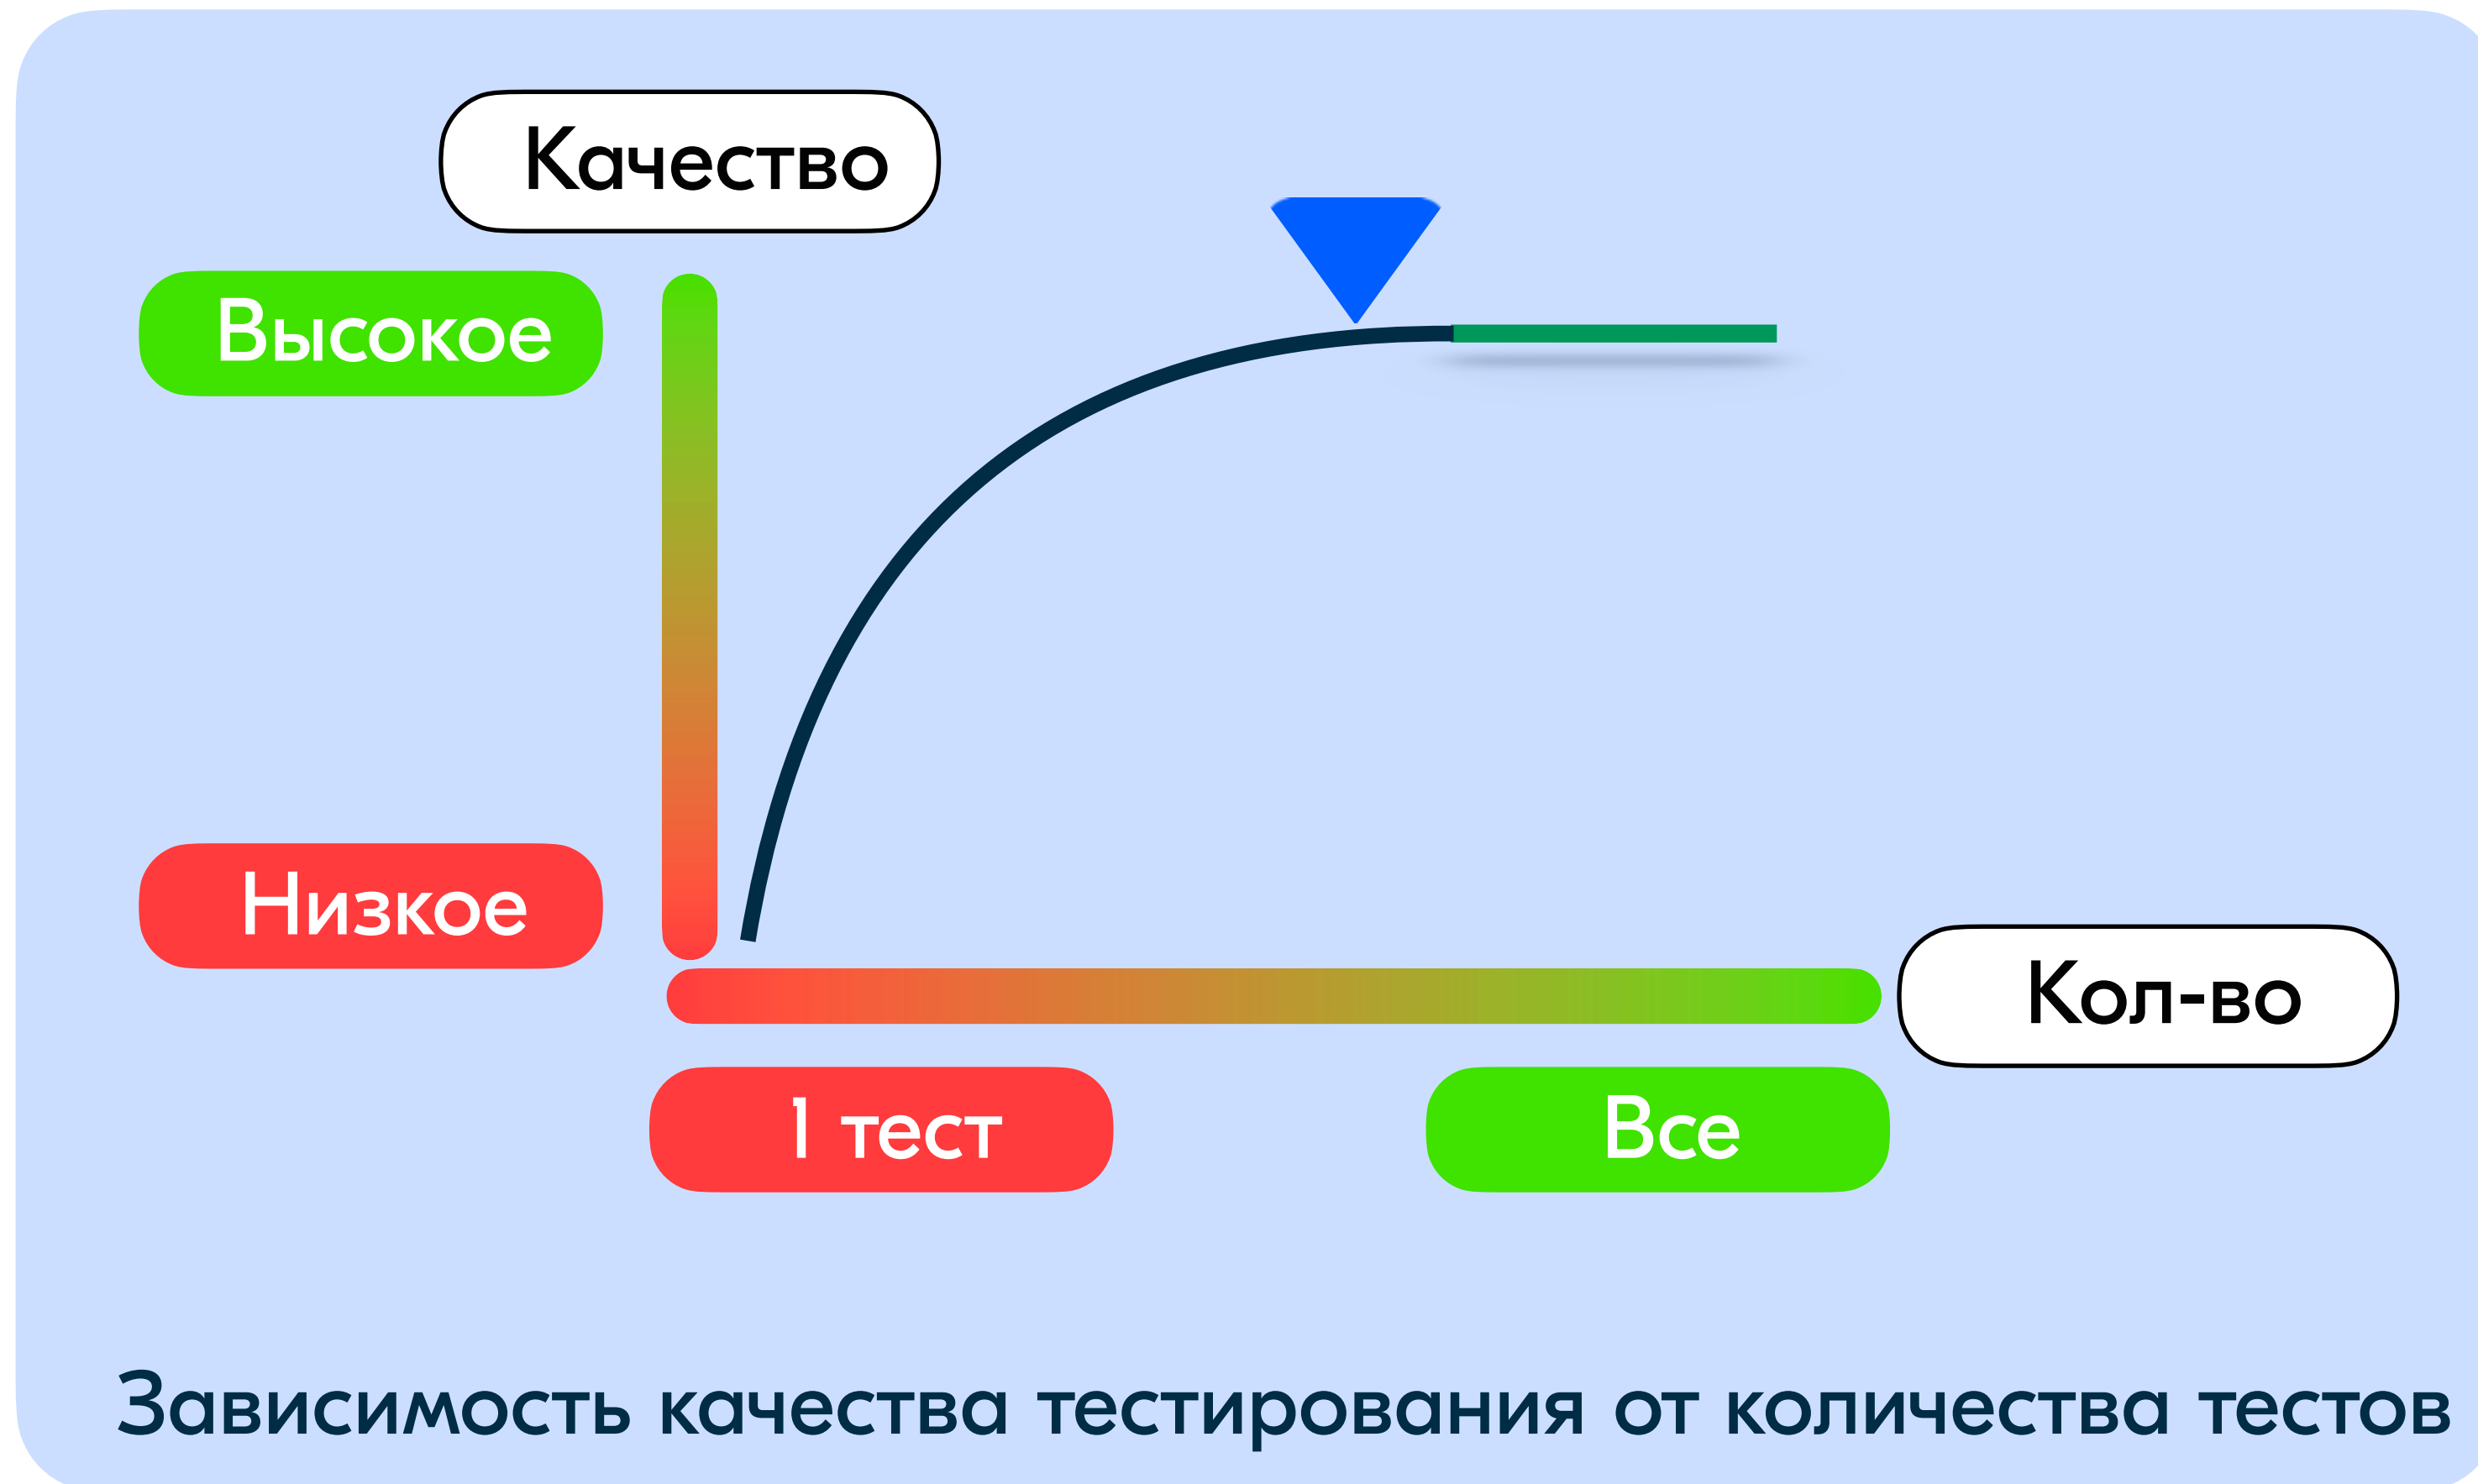 Качество
Высокое
Низкое
Кол-во
1 тест
Все
Зависимость качества тестирования от количества тестов